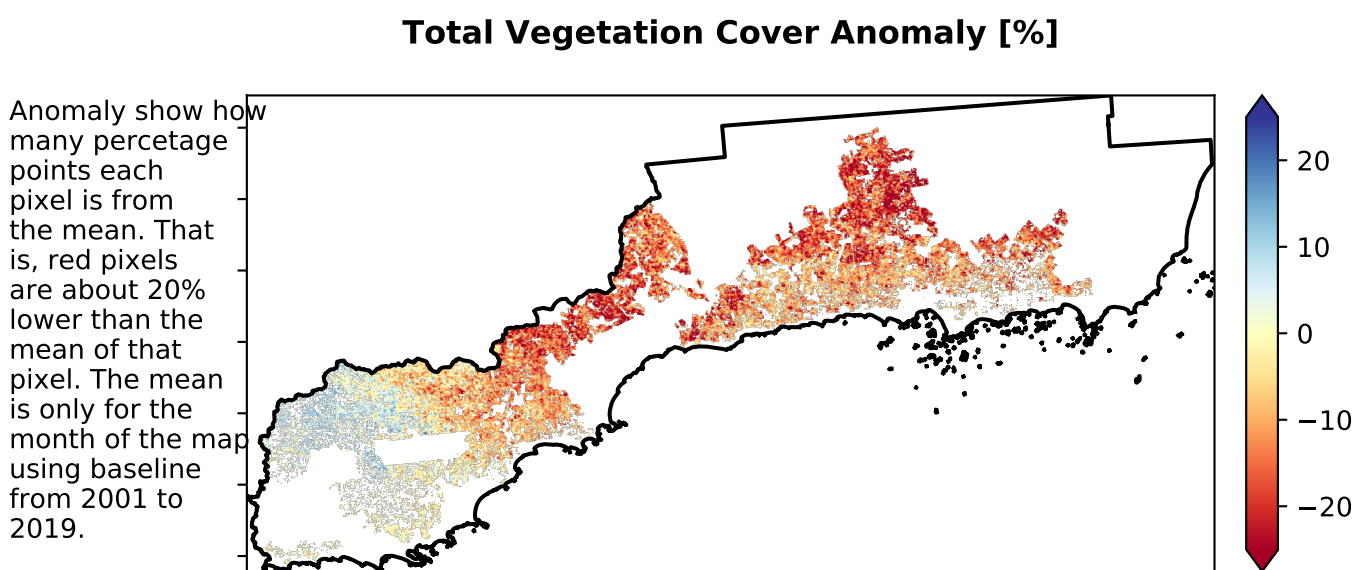 Total Vegetation Cover Anomaly [%]
Anomaly show how
many percetage
points each
pixel is from
the mean. That
is, red pixels
are about 20%
lower than the
mean of that
pixel. The mean
is only for the
month of the map
using baseline
from 2001 to
2019.
20
10
0
−10
−20